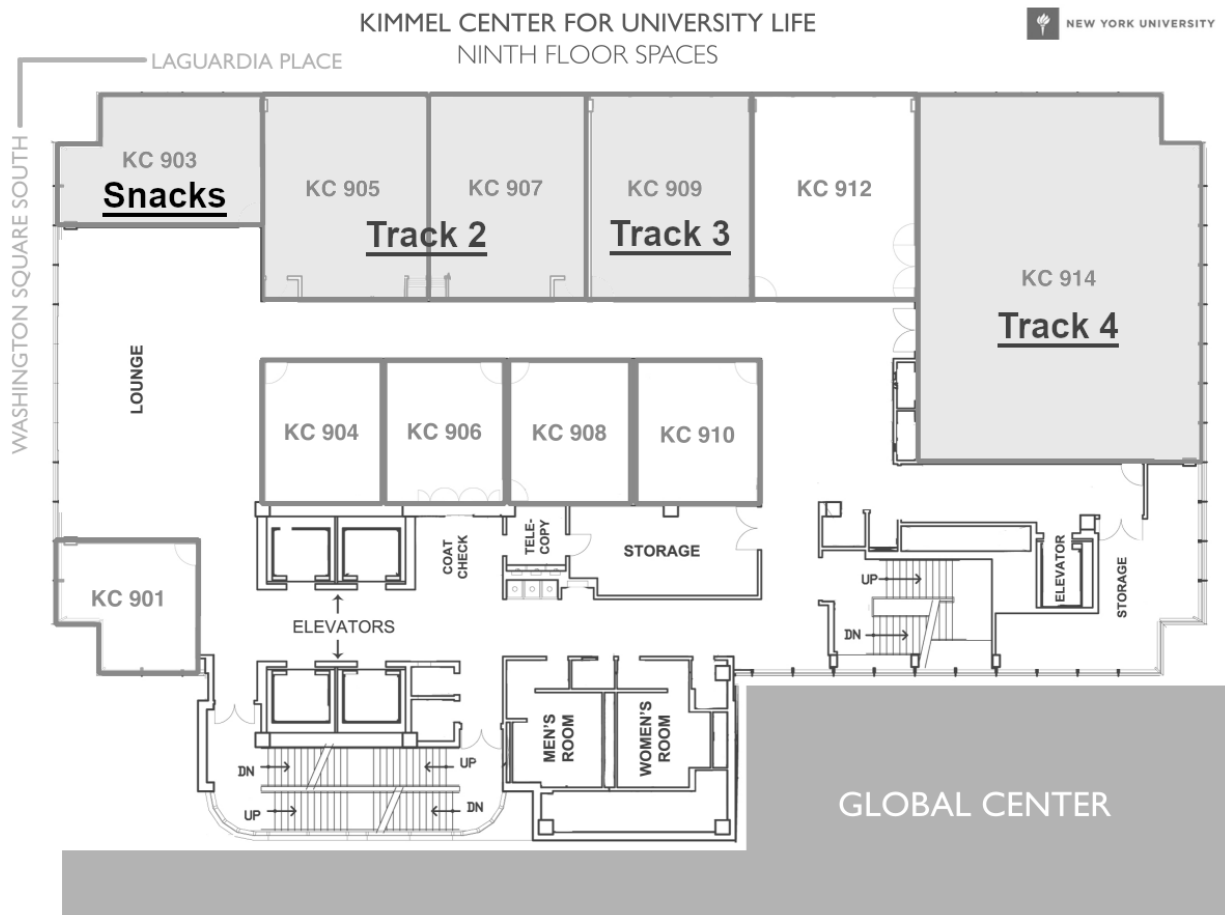 KIMMEL CENTER FOR UNIVERSITY LIFE
NINTH FLOOR SPACES
NEW YORK UNIVERSITY
LAGUARDIA PLACE
WASHINGTON SQUARE SOUTH
KC 903
Snacks
KC 905
KC 907
Track 2
KC 909
Track 3
KC 912
KC 914
Track 4
LOUNGE
KC 904
KC 906
KC 908
KC 910
KC 901
COAT
CHECK
TELE-
COPY
STORAGE
ELEVATORS
UP
DN
ELEVATOR
STORAGE
MEN'S
ROOM
WOMEN'S
ROOM
DN
UP
UP
DN
GLOBAL CENTER